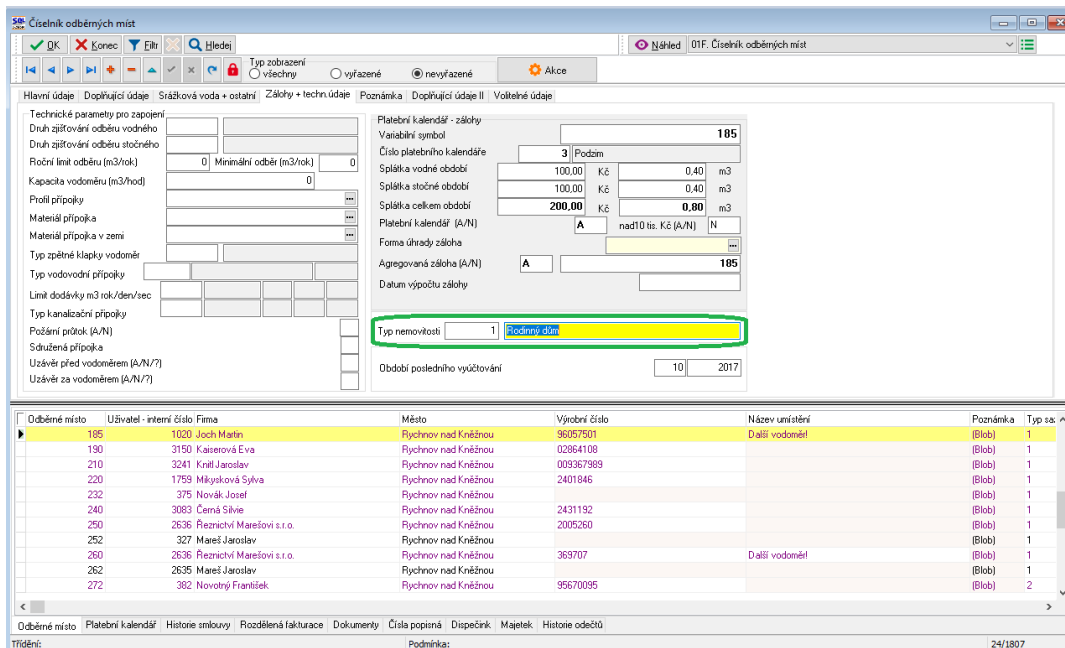 SQL Číselník odběrných míst
OK Konec Filtr Hledej Náhled 01F. Číselník odběrných míst
Typ zobrazení
všechny vyřazené nevyřazené Akce
Hlavní údaje Doplňující údaje Srážková voda + ostatní Zálohy + techn.údaje Poznámka Doplňující údaje II Volitelné údaje
Technické parametry pro zapojení
Druh zjišťování odběru vodného
Druh zjišťování odběru stočného
Roční limit odběru (m3/rok) 0 Minimální odběr (m3/rok) 0
Kapacita vodoměru (m3/hod) 0
Profil přípojky ...
Materiál přípojka ...
Materiál přípojka v zemi ...
Typ zpětné klapky vodoměr
Typ vodovodní přípojky
Limit dodávky m3 rok/den/sec
Typ kanalizační přípojky
Požární průtok (A/N)
Sdružená přípojka
Uzávěr před vodoměrem (A/N/?)
Uzávěr za vodoměrem (A/N/?)
Platební kalendář - zálohy
Variabilní symbol 185
Číslo platebního kalendáře 3 Podzim
Splátka vodné období 100,00 Kč 0,40 m3
Splátka stočné období 100,00 Kč 0,40 m3
Splátka celkem období 200,00 Kč 0,80 m3
Platební kalendář (A/N) A nad10 tis. Kč (A/N) N
Forma úhrady záloha ...
Agregovaná záloha (A/N) A 185
Datum výpočtu zálohy
Typ nemovitosti 1 Rodinný dům
Období posledního vyúčtování 10 2017
Odběrné místo Uživatel - interní číslo Firma Město Výrobní číslo Název umístění Poznámka Typ saz
185 1020 Joch Martin Rychnov nad Kněžnou 96057501 Další vodoměr! (Blob) 1
190 3150 Kaiserová Eva Rychnov nad Kněžnou 02864108 (Blob) 1
210 3241 Knitl Jaroslav Rychnov nad Kněžnou 009367989 (Blob) 1
220 1759 Mikysková Sylva Rychnov nad Kněžnou 2401846 (Blob) 1
232 375 Novák Josef Rychnov nad Kněžnou (Blob) 1
240 3083 Černá Silvie Rychnov nad Kněžnou 2431192 (Blob) 1
250 2636 Řeznictví Marešovi s.r.o. Rychnov nad Kněžnou 2005260 (Blob) 1
252 327 Mareš Jaroslav Rychnov nad Kněžnou (Blob) 1
260 2636 Řeznictví Marešovi s.r.o. Rychnov nad Kněžnou 369707 Další vodoměr! (Blob) 1
262 2635 Mareš Jaroslav Rychnov nad Kněžnou (Blob) 1
272 382 Novotný František Rychnov nad Kněžnou 95670095 (Blob) 2
Odběrné místo Platební kalendář Historie smlouvy Rozdělená fakturace Dokumenty Čísla popisná Dispečink Majetek Historie odečtů
Třídění: Podmínka: 24/1807